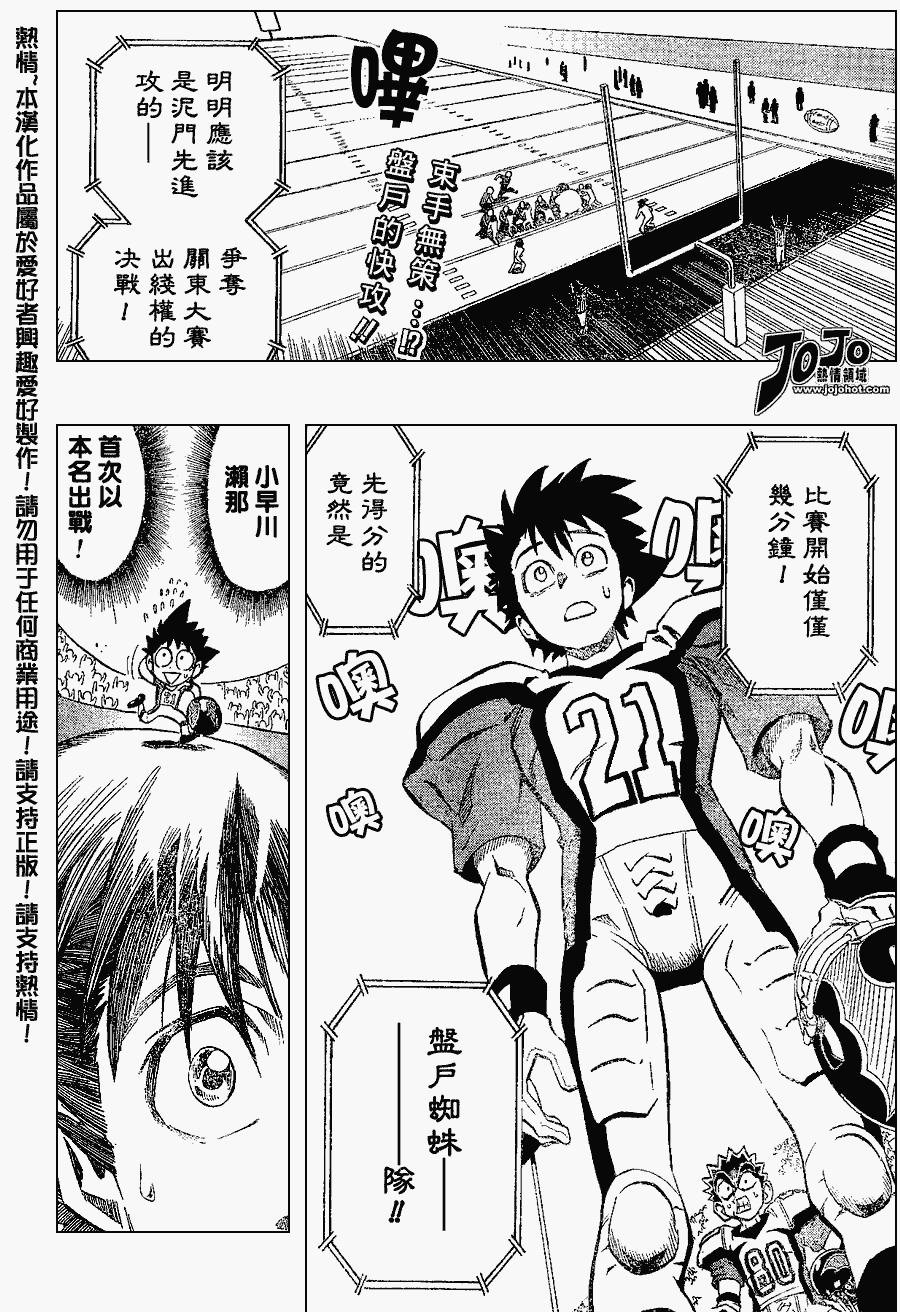 嗶
束手無策…!?
盤戸的快攻!!
爭奪
關東大賽
出綫權的
決戰！
明明應該
是泥門先進
攻的—
JOJO
熱情領域
www.jojohot.com
比賽開始僅僅
幾分鐘！
先得分的
竟然是
噢
噢
噢
噢
噢
噢
21
盤戸蜘蛛——
——隊!!
80
小早川
瀨那
首次以
本名出戰！
熱情、本漢化作品屬於愛好者興趣愛好製作！請勿用于任何商業用途！請支持正版！請支持熱情！